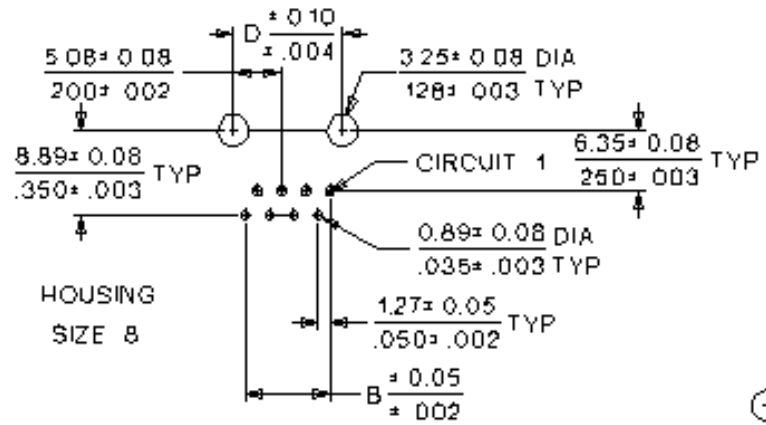 D ± 0.10
± .004
5.08± 0.08
200± 002
3.25± 0.08 DIA
128± 003 TYP
8.89± 0.08
.350± .003 TYP
CIRCUIT 1
6.35± 0.08
250± 003 TYP
0.89± 0.08 DIA
.035± .003 TYP
HOUSING
SIZE 8
1.27± 0.05
.050± .002 TYP
B ± 0.05
± 002